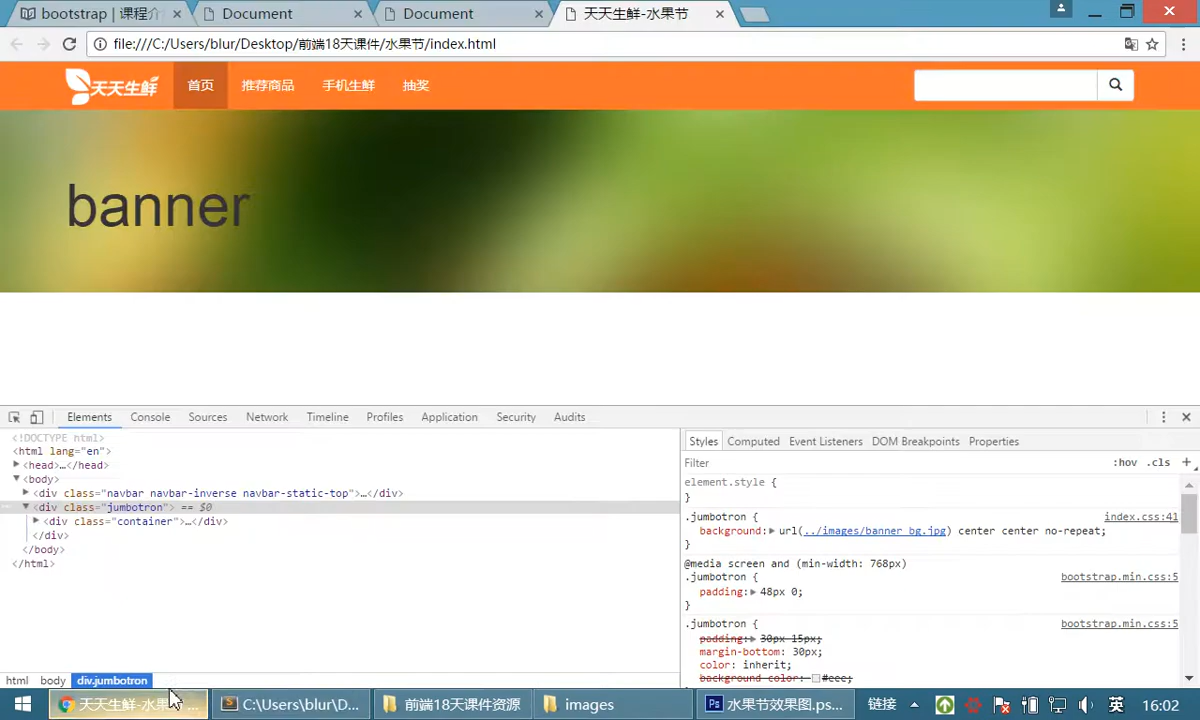 bootstrap | 课程介
Document
Document
天天生鲜-水果节
file:///C:/Users/blur/Desktop/前端18天课件/水果节/index.html
天天生鲜
首页
推荐商品
手机生鲜
抽奖
banner
Elements
Console
Sources
Network
Timeline
Profiles
Application
Security
Audits
<!DOCTYPE html>
<html lang="en">
<head>…</head>
<body>
<div class="navbar navbar-inverse navbar-static-top">…</div>
<div class="jumbotron"> == $0
<div class="container">…</div>
</div>
</body>
</html>
html body div.jumbotron
Styles
Computed
Event Listeners
DOM Breakpoints
Properties
Filter
:hov .cls +
element.style {
}
.jumbotron { index.css:41
background: url(../images/banner_bg.jpg) center center no-repeat;
}
@media screen and (min-width: 768px)
.jumbotron { bootstrap.min.css:5
padding: 48px 0;
}
.jumbotron { bootstrap.min.css:5
padding: 30px 15px;
margin-bottom: 30px;
color: inherit;
background-color: #eee;
天天生鲜-水果节 ...
C:\Users\blur\D...
前端18天课件资源
images
Ps
水果节效果图.ps...
链接
英
16:02